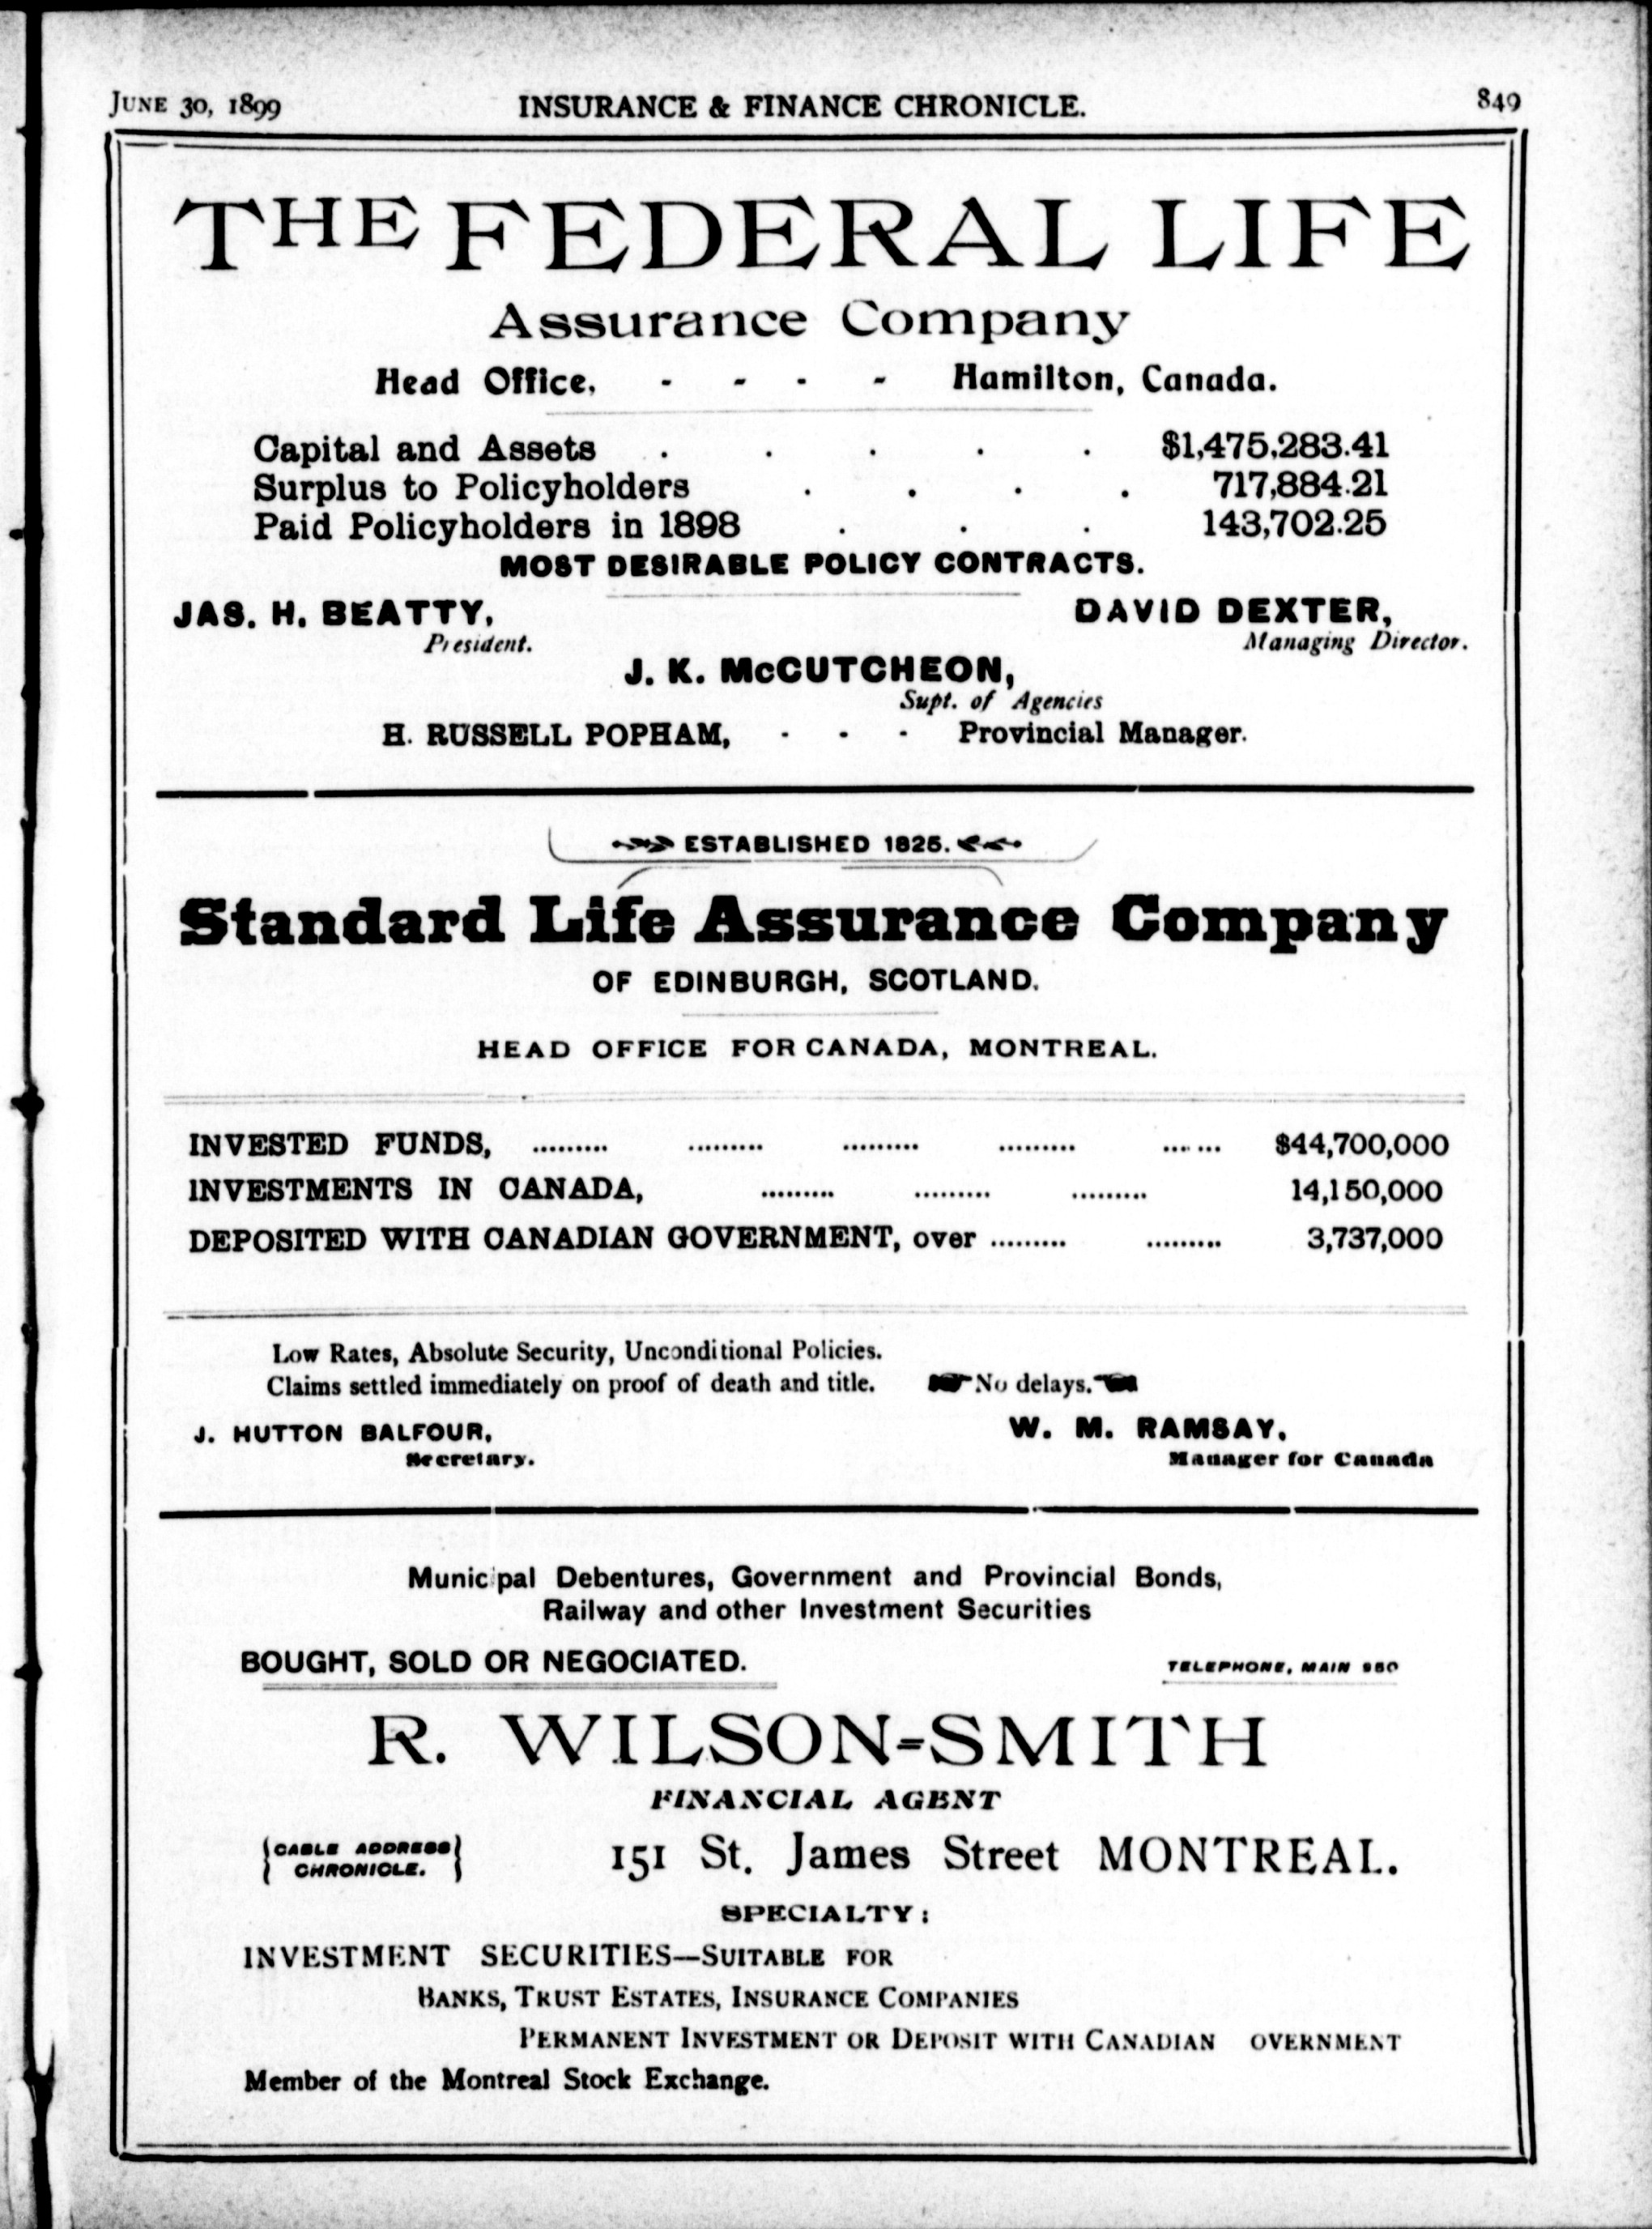 JUNE 30, 1899 INSURANCE & FINANCE CHRONICLE. 849
THE FEDERAL LIFE
Assurance Company
Head Office, - - - - Hamilton, Canada.
Capital and Assets . . . . . $1,475,283.41
Surplus to Policyholders . . . . 717,884.21
Paid Policyholders in 1898 . . . 143,702.25
MOST DESIRABLE POLICY CONTRACTS.
JAS. H. BEATTY, DAVID DEXTER,
President. Managing Director.
J. K. McCUTCHEON,
Supt. of Agencies
H. RUSSELL POPHAM, - - - Provincial Manager.
ESTABLISHED 1825.
Standard Life Assurance Company
OF EDINBURGH, SCOTLAND.
HEAD OFFICE FOR CANADA, MONTREAL.
INVESTED FUNDS, ......... ......... ......... ......... ...... $44,700,000
INVESTMENTS IN CANADA, ......... ......... ......... 14,150,000
DEPOSITED WITH CANADIAN GOVERNMENT, over ......... ......... 3,737,000
Low Rates, Absolute Security, Unconditional Policies.
Claims settled immediately on proof of death and title. No delays.
J. HUTTON BALFOUR, W. M. RAMSAY,
Secretary. Manager for Canada
Municipal Debentures, Government and Provincial Bonds,
Railway and other Investment Securities
BOUGHT, SOLD OR NEGOCIATED. TELEPHONE, MAIN
R. WILSON-SMITH
FINANCIAL AGENT
CABLE ADDRESS
CHRONICLE.
151 St. James Street MONTREAL.
SPECIALTY:
INVESTMENT SECURITIES—SUITABLE FOR
BANKS, TRUST ESTATES, INSURANCE COMPANIES
PERMANENT INVESTMENT OR DEPOSIT WITH CANADIAN OVERNMENT
Member of the Montreal Stock Exchange.